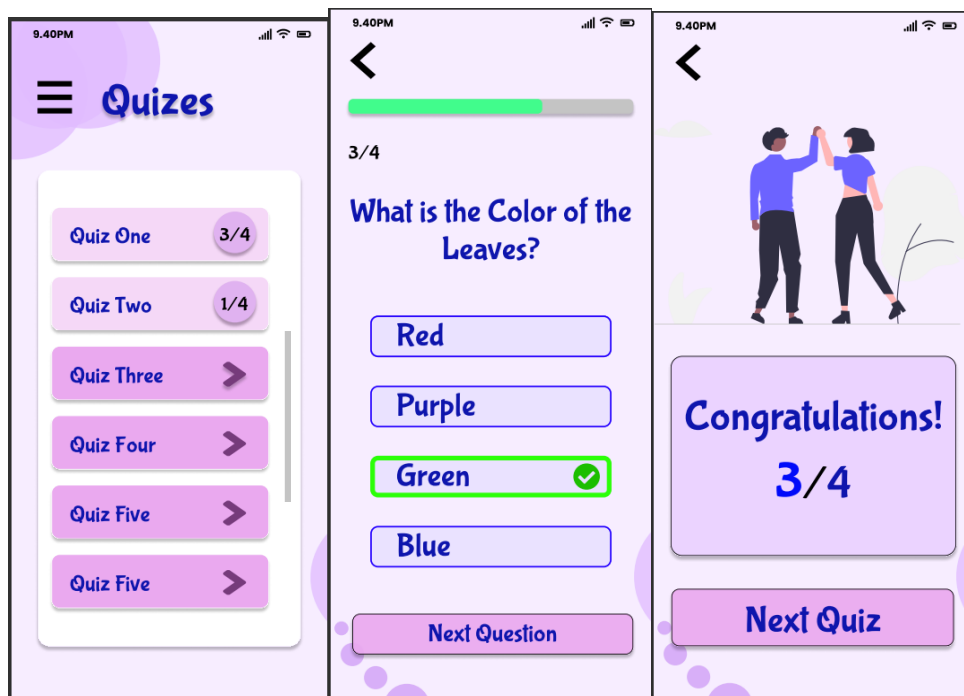 9.40PM
Quizes
Quiz One 3/4
Quiz Two 1/4
Quiz Three
Quiz Four
Quiz Five
Quiz Five
9.40PM
3/4
What is the Color of the
Leaves?
Red
Purple
Green
Blue
Next Question
9.40PM
Congratulations!
3/4
Next Quiz